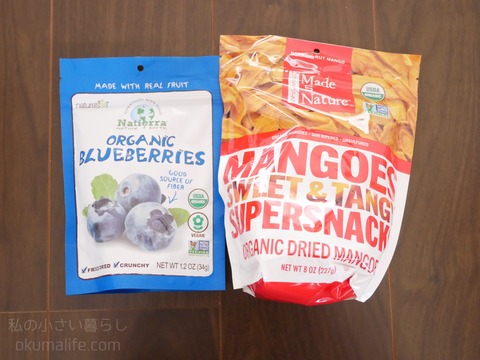 MADE WITH REAL FRUIT
Natierra
ORGANIC
BLUEBERRIES
GOOD
SOURCE OF
FIBER
USDA
ORGANIC
VEGAN
FREEZE DRIED
CRUNCHY
NET WT 1.2 OZ (34g)
Made
in
Nature
USDA
ORGANIC
MANGOES
SWEET & TANGY
SUPERSNACKS
ORGANIC DRIED MANGOES
NET WT 8 OZ (227g)
私の小さい暮らし
okumalife.com